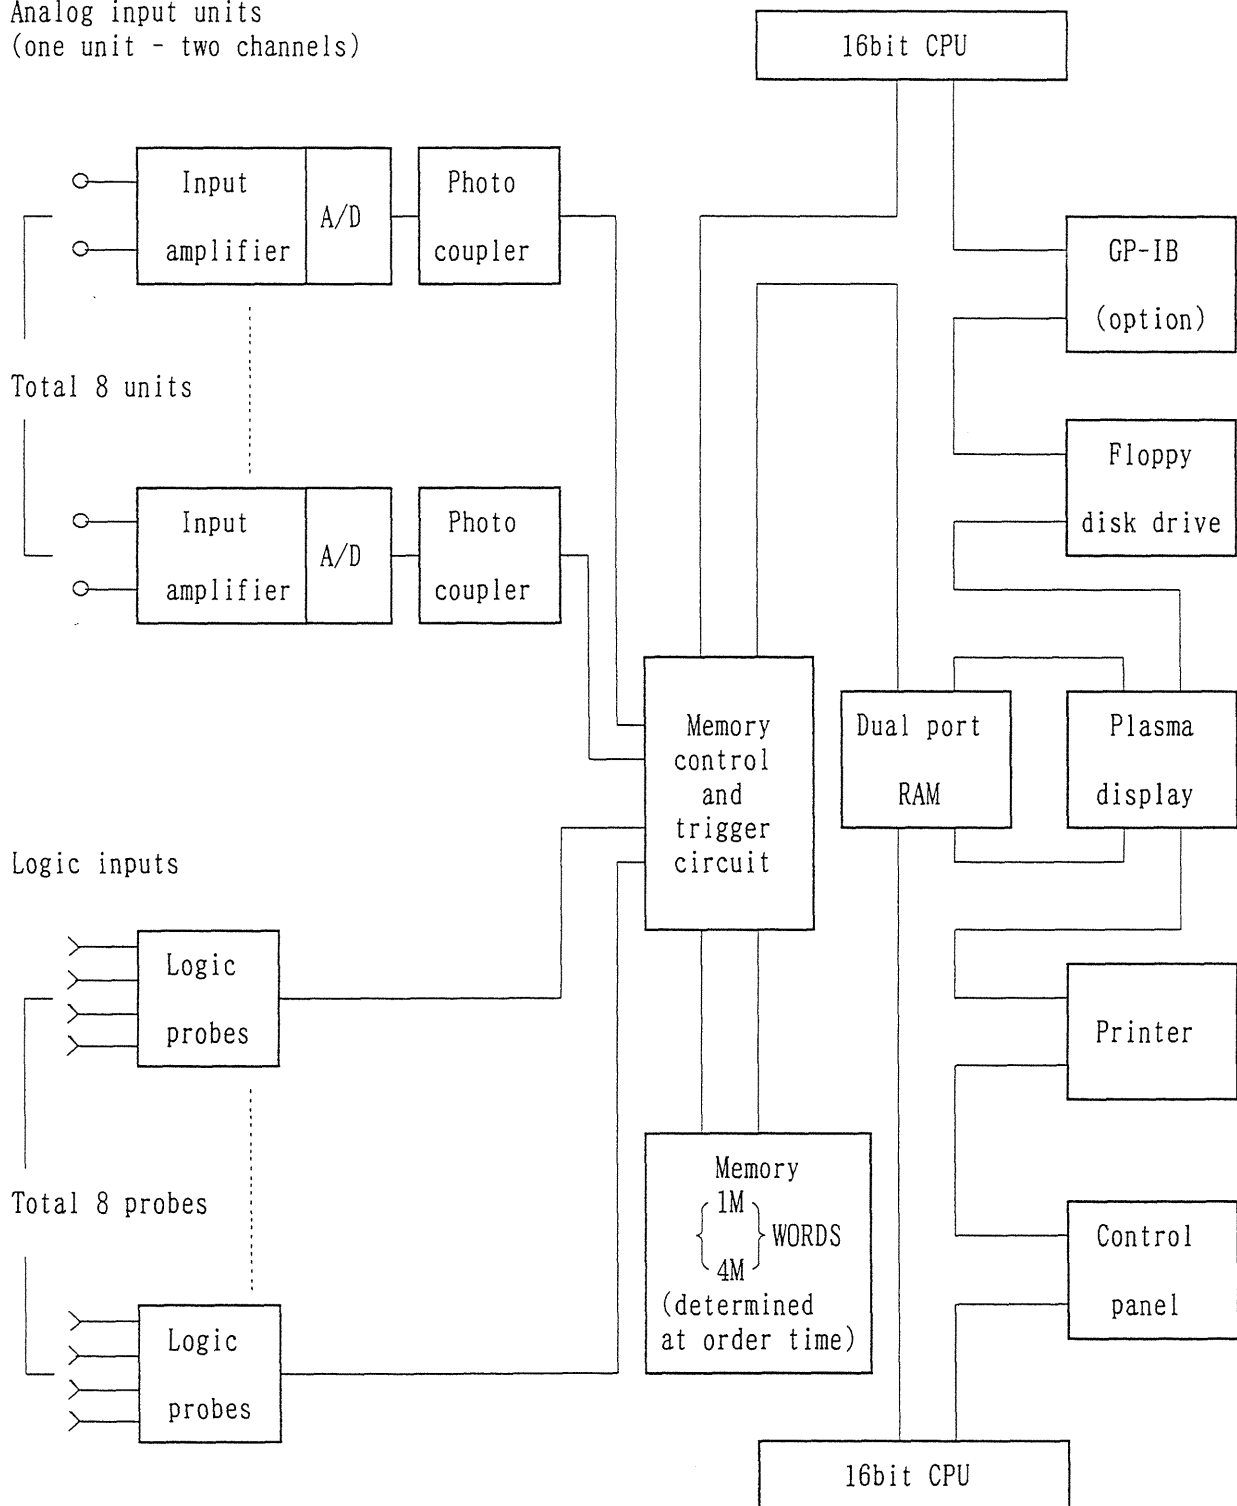 Analog input units
(one unit - two channels)
16bit CPU
Input
amplifier
A/D
Photo
coupler
GP-IB
(option)
Total 8 units
Floppy
disk drive
Input
amplifier
A/D
Photo
coupler
Memory
control
and
trigger
circuit
Dual port
RAM
Plasma
display
Logic inputs
Logic
probes
Printer
Total 8 probes
Memory
1M
WORDS
4M
(determined
at order time)
Control
panel
Logic
probes
16bit CPU